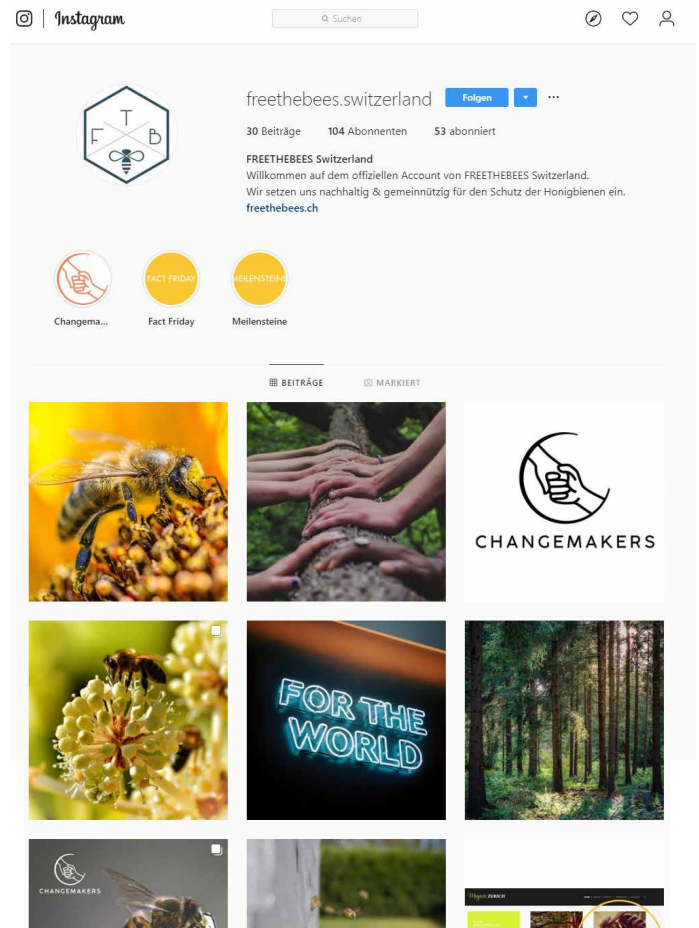 Instagram
Suchen
freethebees.switzerland
Folgen
30 Beiträge 104 Abonnenten 53 abonniert
FREETHEBEES Switzerland
Willkommen auf dem offiziellen Account von FREETHEBEES Switzerland.
Wir setzen uns nachhaltig & gemeinnützig für den Schutz der Honigbienen ein.
freethebees.ch
F T B
FACT FRIDAY
MEILENSTEINE
Changema...
Fact Friday
Meilensteine
BEITRÄGE
MARKIERT
CHANGEMAKERS
FOR THE
WORLD
CHANGEMAKERS